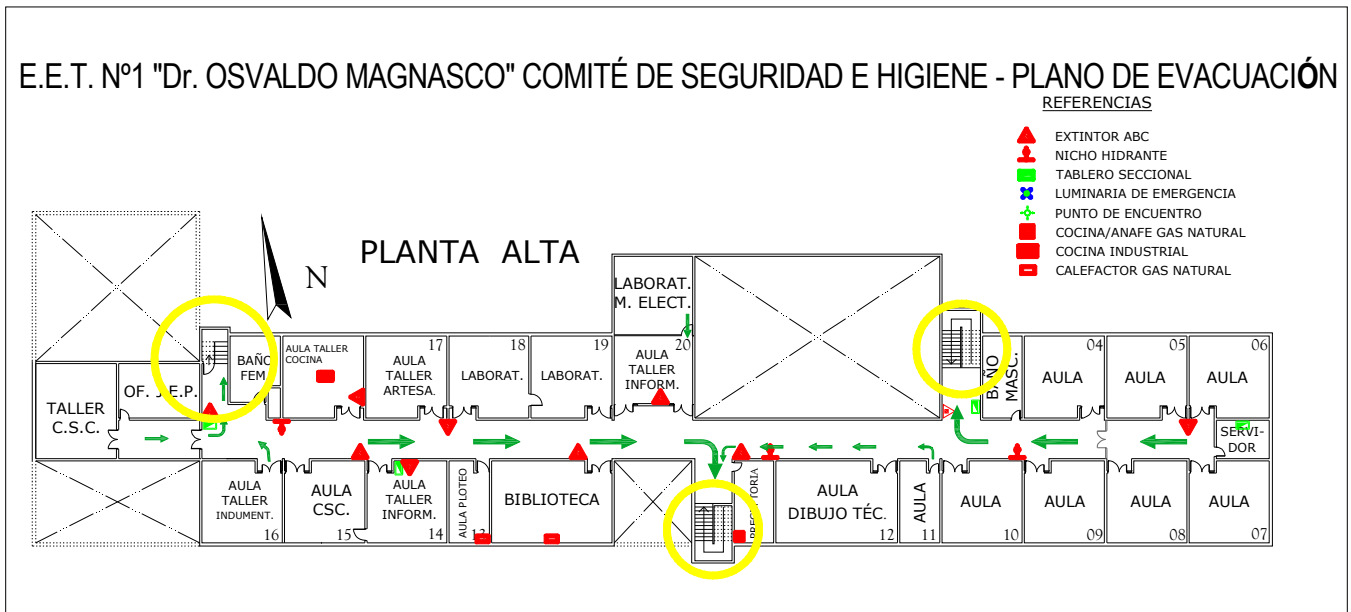 E.E.T. Nº1 "Dr. OSVALDO MAGNASCO" COMITÉ DE SEGURIDAD E HIGIENE - PLANO DE EVACUACIÓN
REFERENCIAS
EXTINTOR ABC
NICHO HIDRANTE
TABLERO SECCIONAL
LUMINARIA DE EMERGENCIA
PUNTO DE ENCUENTRO
COCINA/ANAFE GAS NATURAL
COCINA INDUSTRIAL
CALEFACTOR GAS NATURAL
PLANTA ALTA
N
LABORAT.
M. ELECT.
TALLER
C.S.C.
OF. J.E.P.
BAÑO
FEM.
AULA TALLER
COCINA
17
AULA
TALLER
ARTESA.
18
LABORAT.
19
LABORAT.
20
AULA
TALLER
INFORM.
BAÑO
MASC.
04
AULA
05
AULA
06
AULA
SERVI-
DOR
AULA
TALLER
INDUMENT.
16
AULA
CSC.
15
AULA
TALLER
INFORM.
14
AULA PLOTEO
13
BIBLIOTECA
PRECEPTORIA
AULA
DIBUJO TÉC.
12
AULA
11
AULA
10
AULA
09
AULA
08
AULA
07